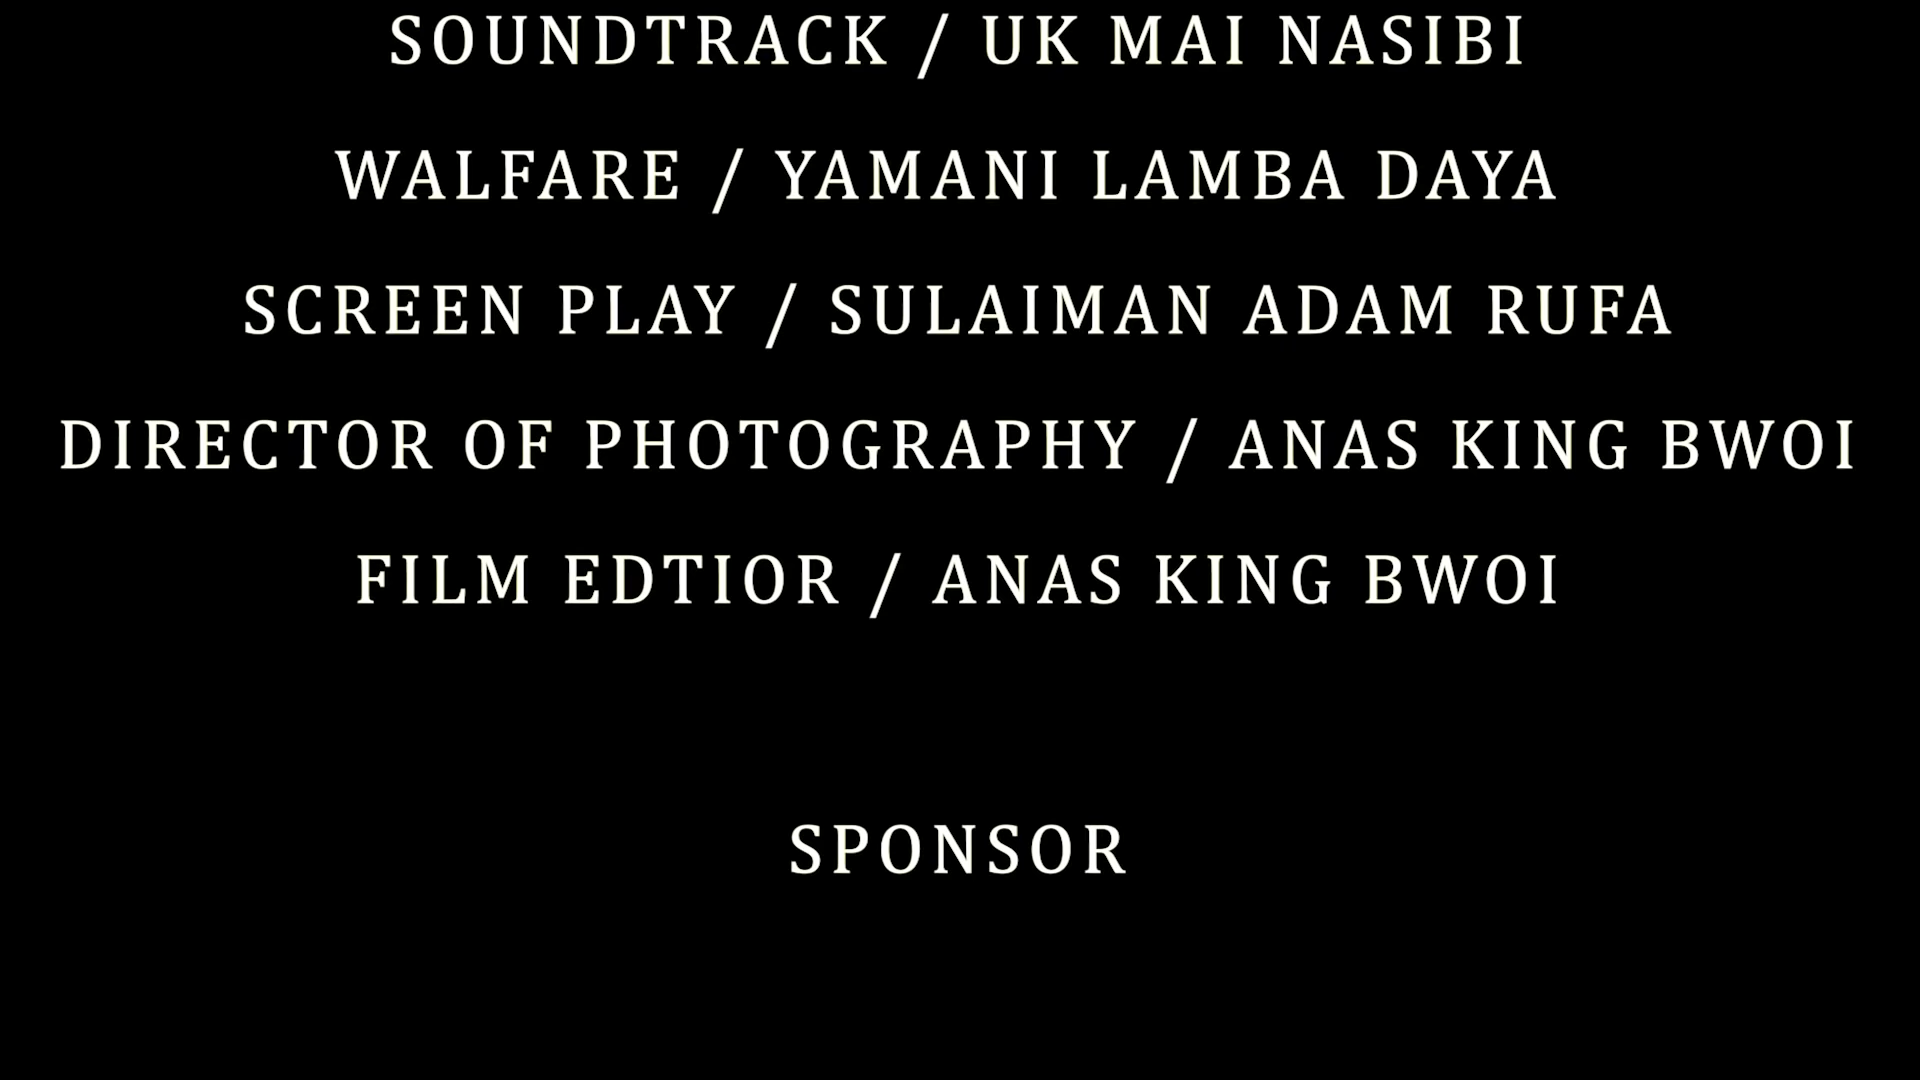 SOUNDTRACK / UK MAI NASIBI
WALFARE / YAMANI LAMBA DAYA
SCREEN PLAY / SULAIMAN ADAM RUFA
DIRECTOR OF PHOTOGRAPHY / ANAS KING BWOI
FILM EDTIOR / ANAS KING BWOI
SPONSOR